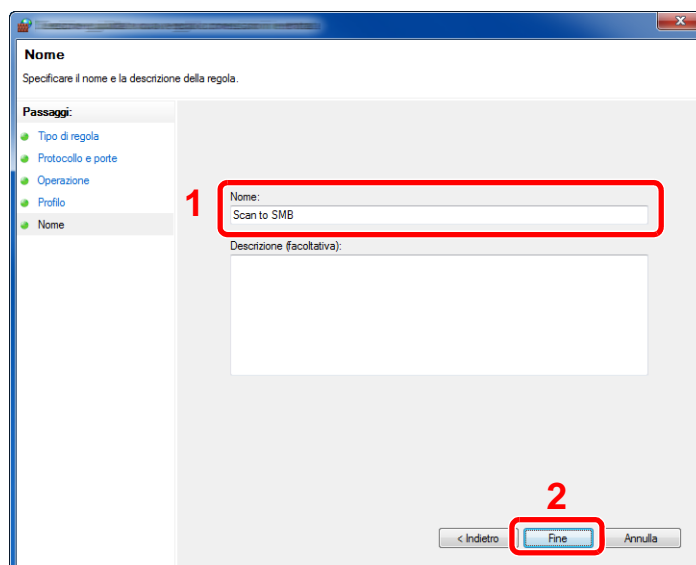 Nome
Specificare il nome e la descrizione della regola.
Passaggi:
Tipo di regola
Protocollo e porte
Operazione
Profilo
Nome
1
Nome:
Scan to SMB
Descrizione (facoltativa):
2
< Indietro
Fine
Annulla